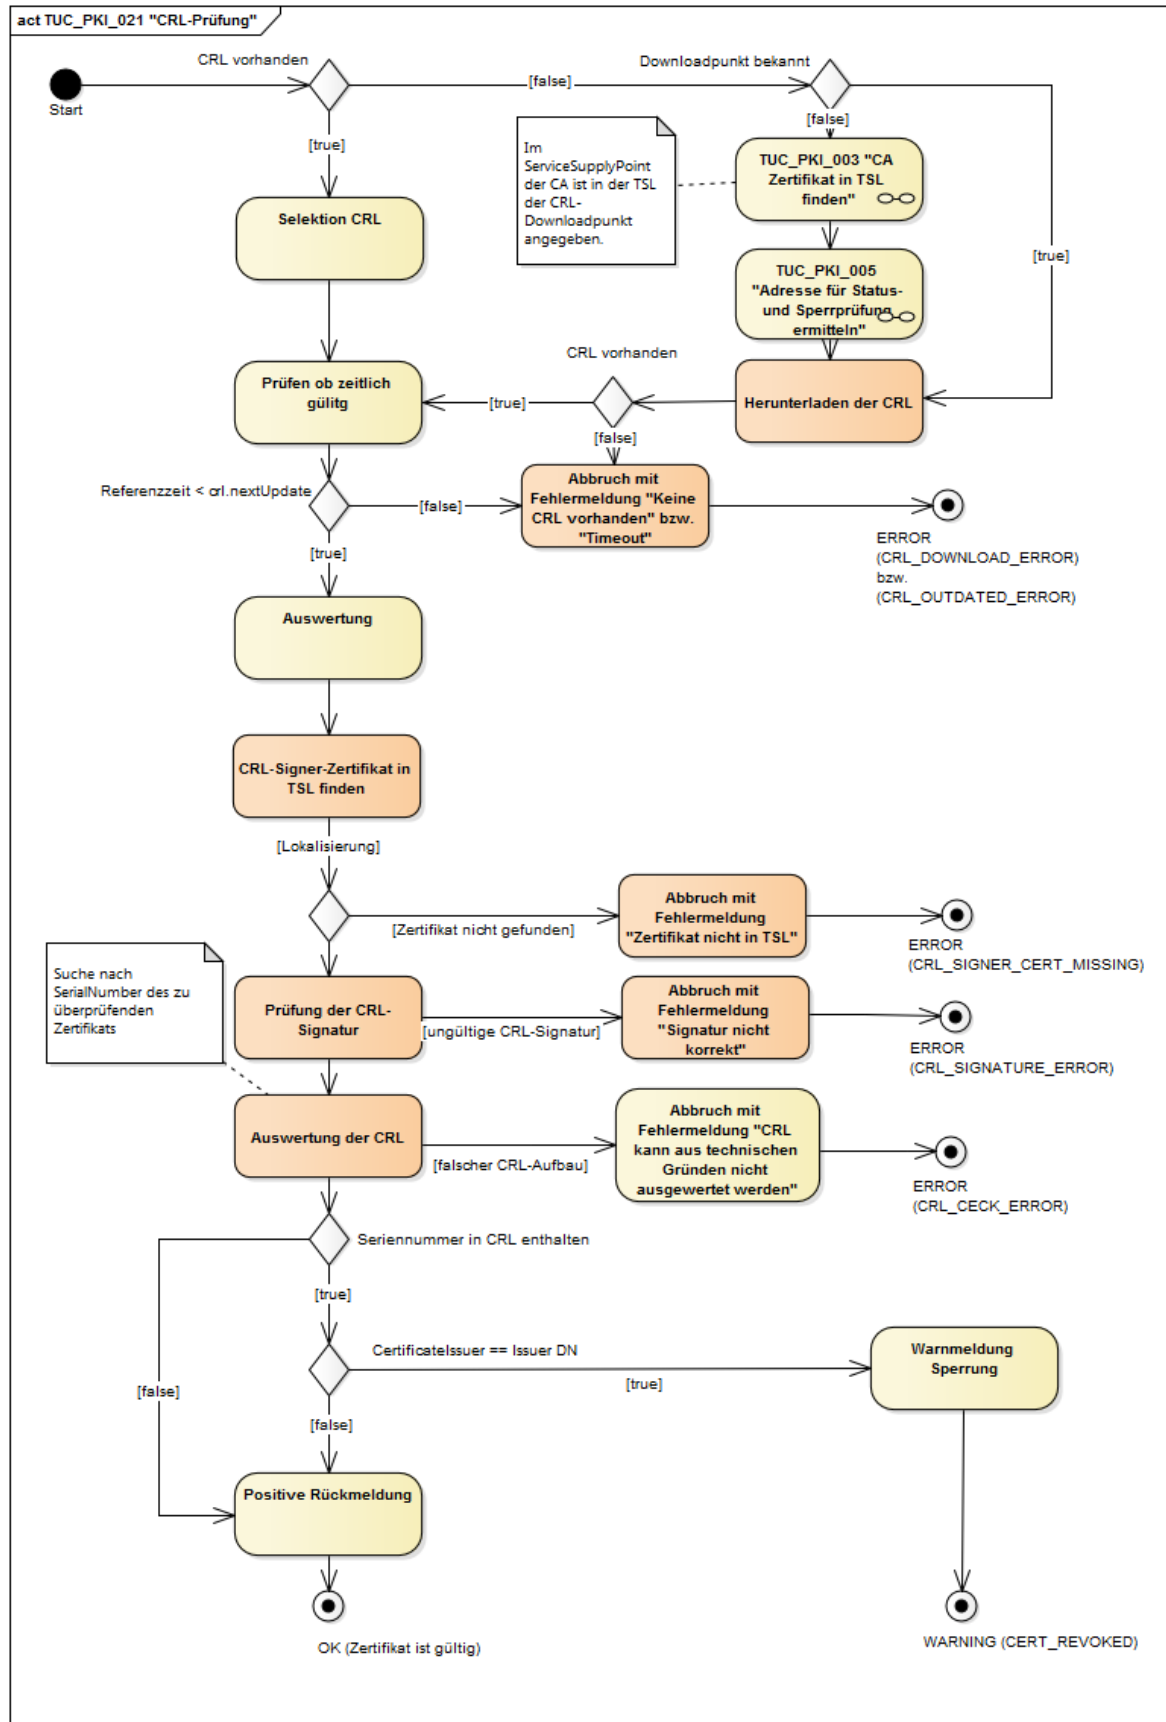 act TUC_PKI_021 "CRL-Prüfung"
CRL vorhanden
Downloadpunkt bekannt
Start
[false]
[false]
[true]
Im
ServiceSupplyPoint
der CA ist in der TSL
der CRL-
Downloadpunkt
angegeben.
TUC_PKI_003 "CA
Zertifikat in TSL
finden"
Selektion CRL
[true]
TUC_PKI_005
"Adresse für Status-
und Sperrprüfung
ermitteln"
CRL vorhanden
Prüfen ob zeitlich
gülitg
[true]
Herunterladen der CRL
[false]
Referenzzeit < crl.nextUpdate
[false]
Abbruch mit
Fehlermeldung "Keine
CRL vorhanden" bzw.
"Timeout"
ERROR
(CRL_DOWNLOAD_ERROR)
bzw.
(CRL_OUTDATED_ERROR)
[true]
Auswertung
CRL-Signer-Zertifikat in
TSL finden
[Lokalisierung]
[Zertifikat nicht gefunden]
Abbruch mit
Fehlermeldung
"Zertifikat nicht in TSL"
ERROR
(CRL_SIGNER_CERT_MISSING)
Suche nach
SerialNumber des zu
überprüfenden
Zertifikats
Prüfung der CRL-
Signatur
[ungültige CRL-Signatur]
Abbruch mit
Fehlermeldung
"Signatur nicht
korrekt"
ERROR
(CRL_SIGNATURE_ERROR)
Auswertung der CRL
[falscher CRL-Aufbau]
Abbruch mit
Fehlermeldung "CRL
kann aus technischen
Gründen nicht
ausgewertet werden"
ERROR
(CRL_CECK_ERROR)
Seriennummer in CRL enthalten
[true]
CertificateIssuer == Issuer DN
[true]
Warnmeldung
Sperrung
[false]
[false]
Positive Rückmeldung
OK (Zertifikat ist gültig)
WARNING (CERT_REVOKED)